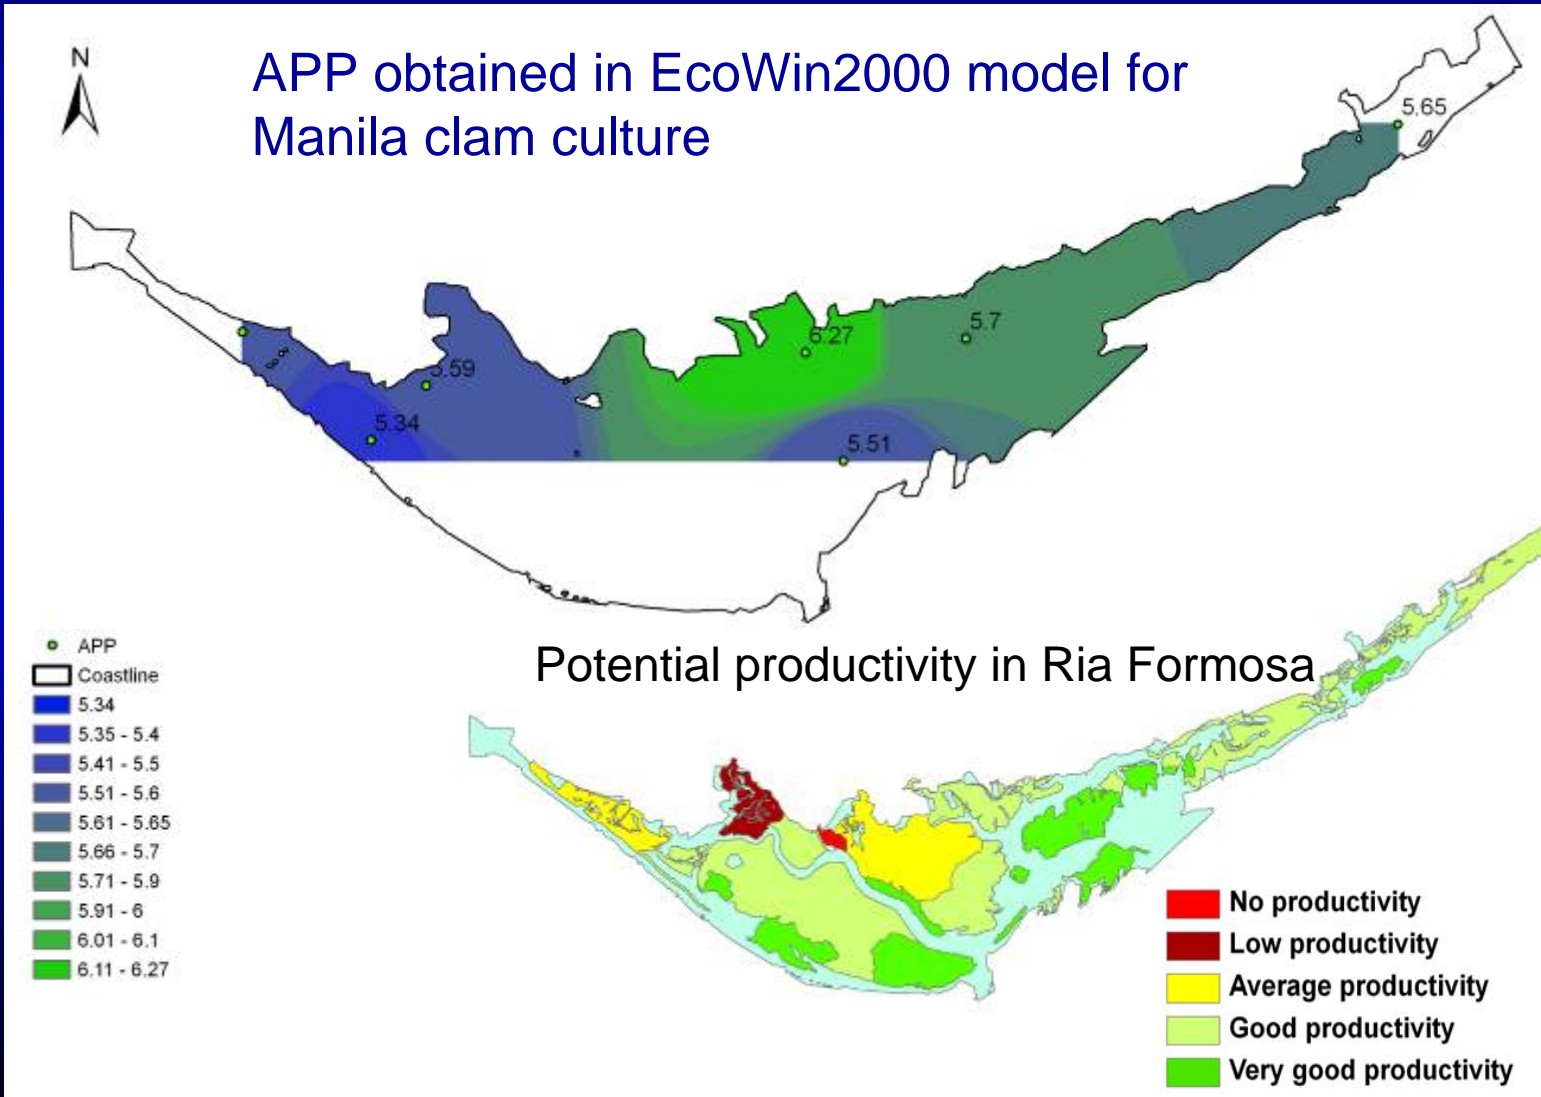 N
APP obtained in EcoWin2000 model for
Manila clam culture
5.65
5.7
6.27
5.59
5.34
5.51
APP
Coastline
5.34
5.35 - 5.4
5.41 - 5.5
5.51 - 5.6
5.61 - 5.65
5.66 - 5.7
5.71 - 5.9
5.91 - 6
6.01 - 6.1
6.11 - 6.27
Potential productivity in Ria Formosa
No productivity
Low productivity
Average productivity
Good productivity
Very good productivity